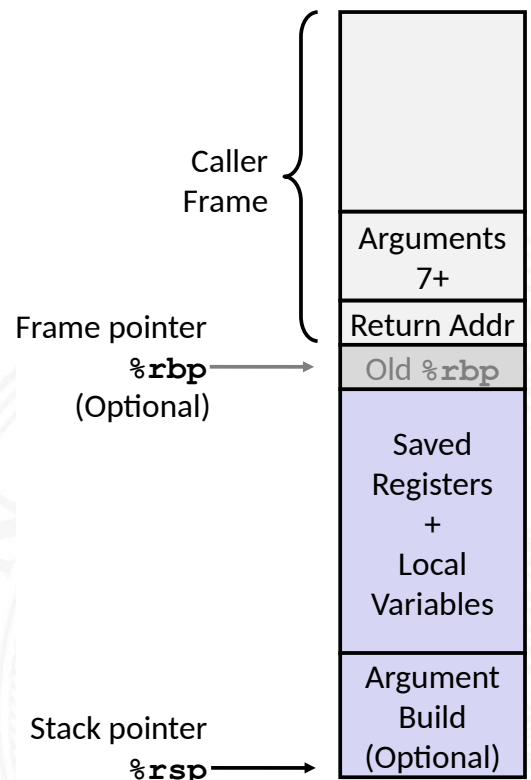 Caller
Frame
Arguments
7+
Return Addr
Frame pointer
%rbp
(Optional)
Old %rbp
Saved
Registers
+
Local
Variables
Argument
Build
(Optional)
Stack pointer
%rsp